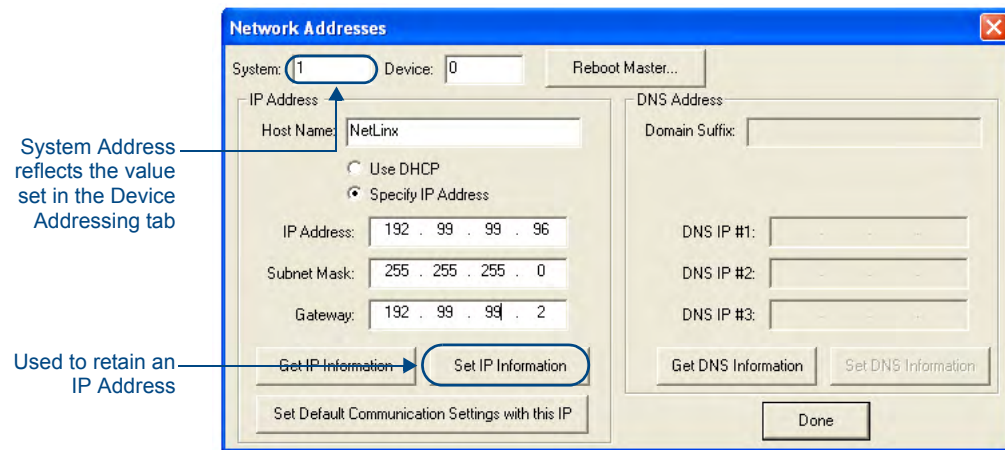 Network Addresses
System: 1 Device: 0 Reboot Master...
IP Address
Host Name: NetLinx
Use DHCP
Specify IP Address
IP Address: 192 . 99 . 99 . 96
Subnet Mask: 255 . 255 . 255 . 0
Gateway: 192 . 99 . 99 . 2
Get IP Information Set IP Information
Set Default Communication Settings with this IP
DNS Address
Domain Suffix:
DNS IP #1:
DNS IP #2:
DNS IP #3:
Get DNS Information Set DNS Information
Done
System Address
reflects the value
set in the Device
Addressing tab
Used to retain an
IP Address